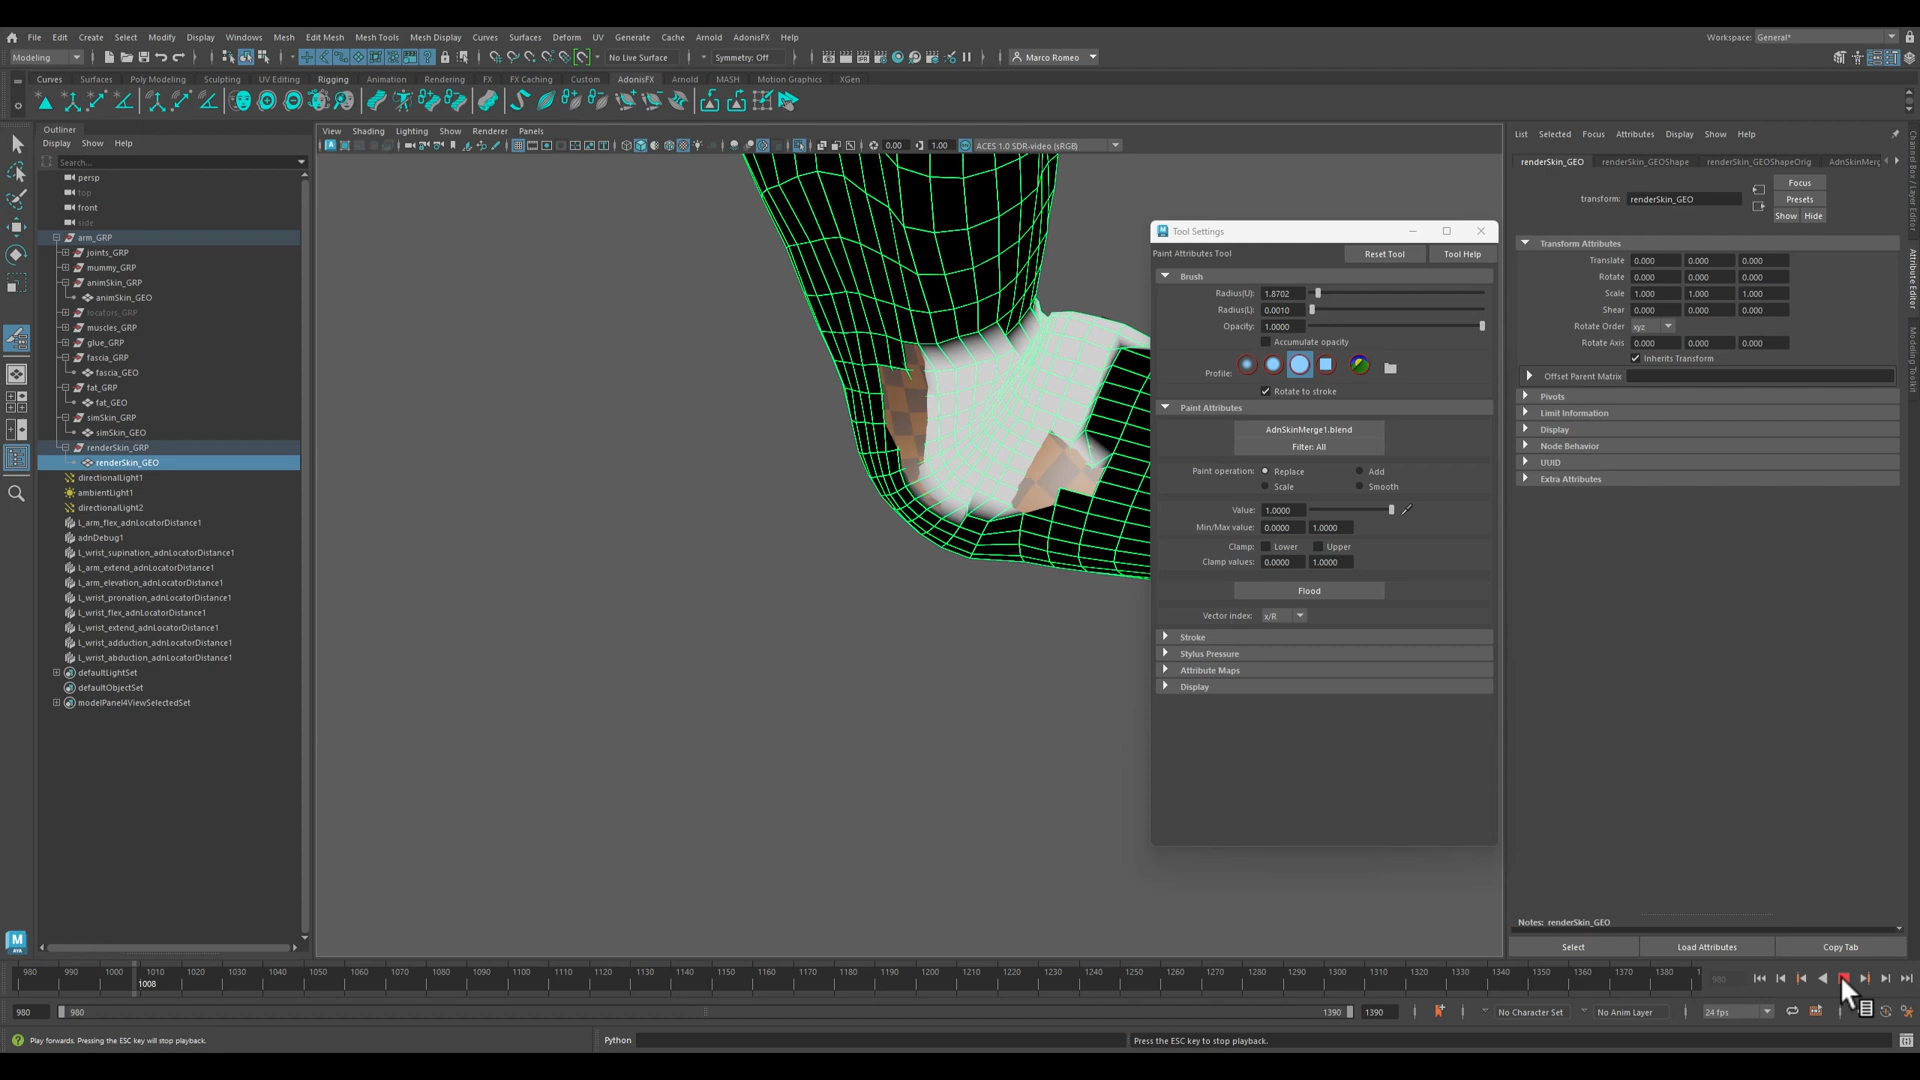 File Edit Create Select Modify Display Windows Mesh Edit Mesh Mesh Tools Mesh Display Curves Surfaces Deform UV Generate Cache Arnold AdonisFX Help
Workspace: General*
Modeling
No Live Surface
Symmetry: Off
Marco Romeo
Curves Surfaces Poly Modeling Sculpting UV Editing Rigging Animation Rendering FX FX Caching Custom AdonisFX Arnold MASH Motion Graphics XGen
Outliner
Display Show Help
Search...
persp
top
front
side
arm_GRP
joints_GRP
mummy_GRP
animSkin_GRP
animSkin_GEO
locators_GRP
muscles_GRP
glue_GRP
fascia_GRP
fascia_GEO
fat_GRP
fat_GEO
simSkin_GRP
simSkin_GEO
renderSkin_GRP
renderSkin_GEO
directionalLight1
ambientLight1
directionalLight2
L_arm_flex_adnLocatorDistance1
adnDebug1
L_wrist_supination_adnLocatorDistance1
L_arm_extend_adnLocatorDistance1
L_arm_elevation_adnLocatorDistance1
L_wrist_pronation_adnLocatorDistance1
L_wrist_flex_adnLocatorDistance1
L_wrist_extend_adnLocatorDistance1
L_wrist_adduction_adnLocatorDistance1
L_wrist_abduction_adnLocatorDistance1
defaultLightSet
defaultObjectSet
modelPanel4ViewSelectedSet
View Shading Lighting Show Renderer Panels
0.00 1.00 ACES 1.0 SDR-video (sRGB)
Tool Settings
Paint Attributes Tool Reset Tool Tool Help
Brush
Radius(U): 1.8702
Radius(L): 0.0010
Opacity: 1.0000
Accumulate opacity
Profile:
Rotate to stroke
Paint Attributes
AdnSkinMerge1.blend
Filter: All
Paint operation: Replace Add
Scale Smooth
Value: 1.0000
Min/Max value: 0.0000 1.0000
Clamp: Lower Upper
Clamp values: 0.0000 1.0000
Flood
Vector index: x/R
Stroke
Stylus Pressure
Attribute Maps
Display
List Selected Focus Attributes Display Show Help
renderSkin_GEO renderSkin_GEOShape renderSkin_GEOShapeOrig AdnSkinMerg
transform: renderSkin_GEO
Focus
Presets
Show Hide
Transform Attributes
Translate 0.000 0.000 0.000
Rotate 0.000 0.000 0.000
Scale 1.000 1.000 1.000
Shear 0.000 0.000 0.000
Rotate Order xyz
Rotate Axis 0.000 0.000 0.000
Inherits Transform
Offset Parent Matrix
Pivots
Limit Information
Display
Node Behavior
UUID
Extra Attributes
Notes: renderSkin_GEO
Select Load Attributes Copy Tab
Channel Box / Layer Editor
Attribute Editor
Modeling Toolkit
980 990 1000 1010 1020 1030 1040 1050 1060 1070 1080 1090 1100 1110 1120 1130 1140 1150 1160 1170 1180 1190 1200 1210 1220 1230 1240 1250 1260 1270 1280 1290 1300 1310 1320 1330 1340 1350 1360 1370 1380 1
1008
980
980 980 1390 1390 No Character Set No Anim Layer 24 fps
Play forwards. Pressing the ESC key will stop playback.
Python
Press the ESC key to stop playback.